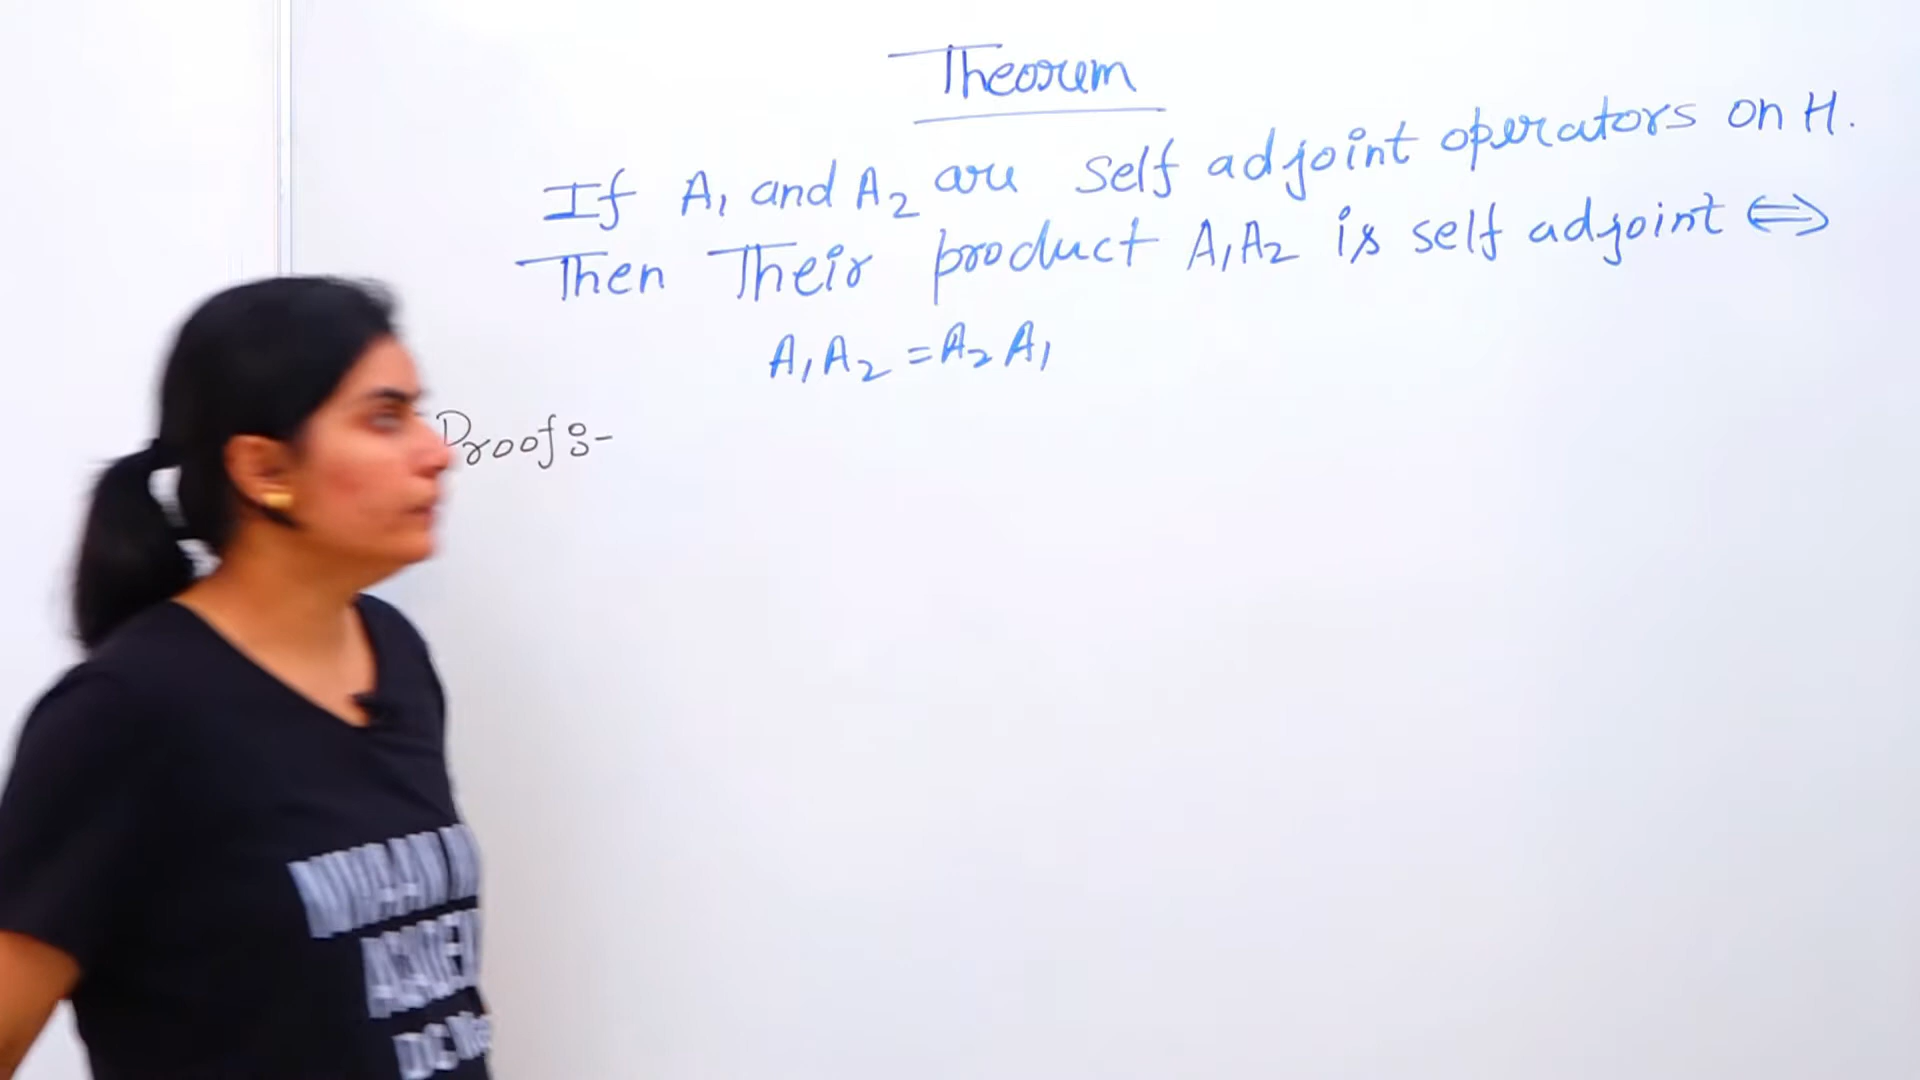 Theorem
If A₁ and A₂ are self adjoint operators on H.
Then Their product A₁A₂ is self adjoint ⇔
A₁A₂ = A₂A₁
Proof:-